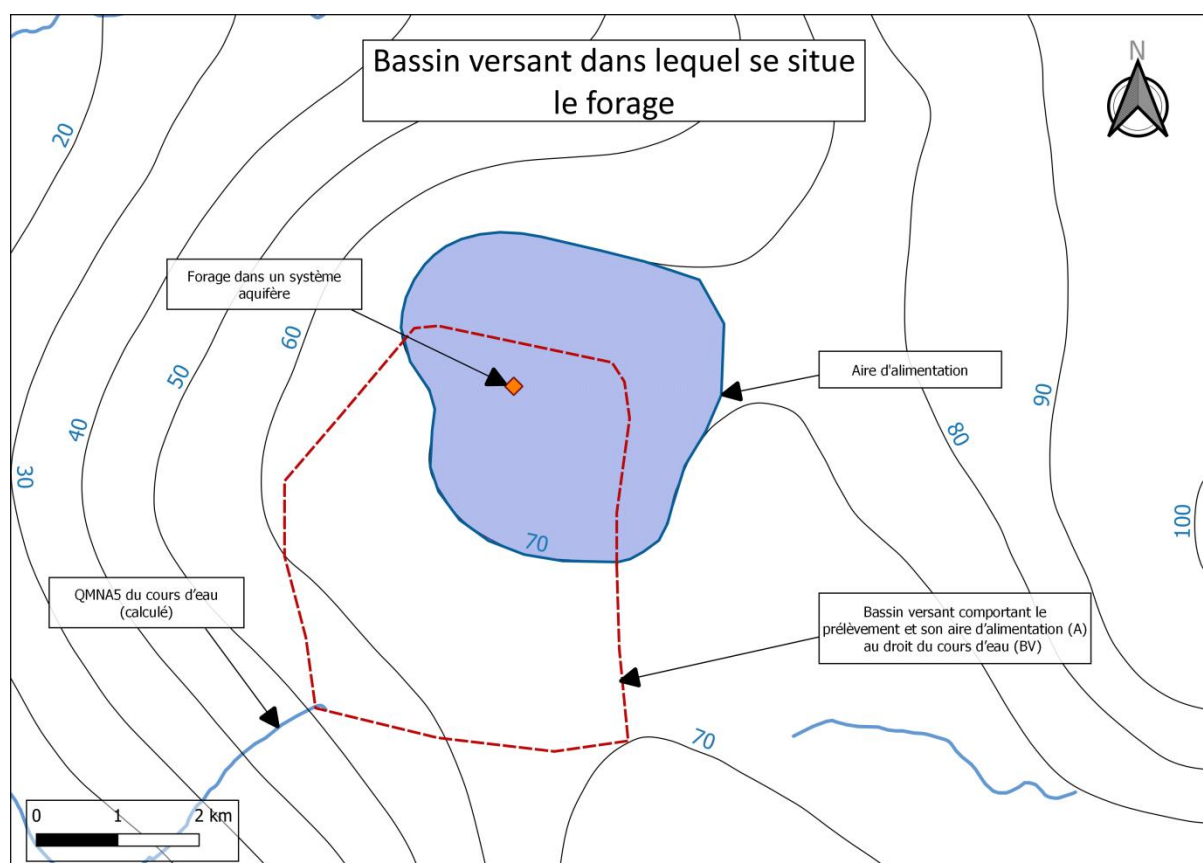 Bassin versant dans lequel se situe
le forage
N
20
Forage dans un système
aquifère
60
50
40
30
Aire d'alimentation
90
80
100
70
QMNA5 du cours d'eau
(calculé)
Bassin versant comportant le
prélèvement et son aire d'alimentation (A)
au droit du cours d'eau (BV)
70
0 1 2 km